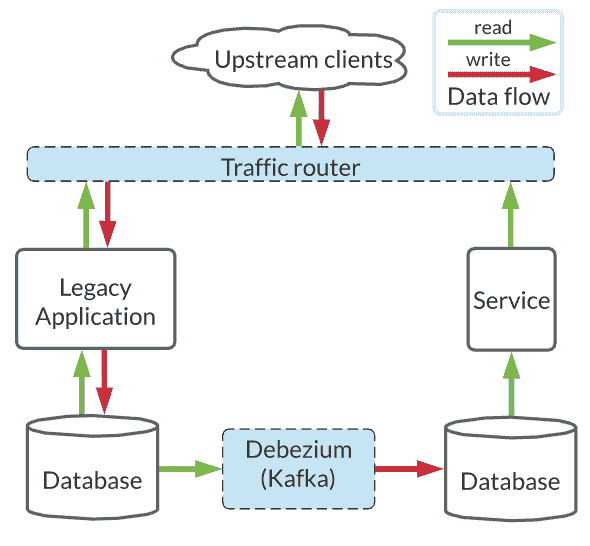 Upstream clients
read
write
Data flow
Traffic router
Legacy
Application
Service
Database
Debezium
(Kafka)
Database